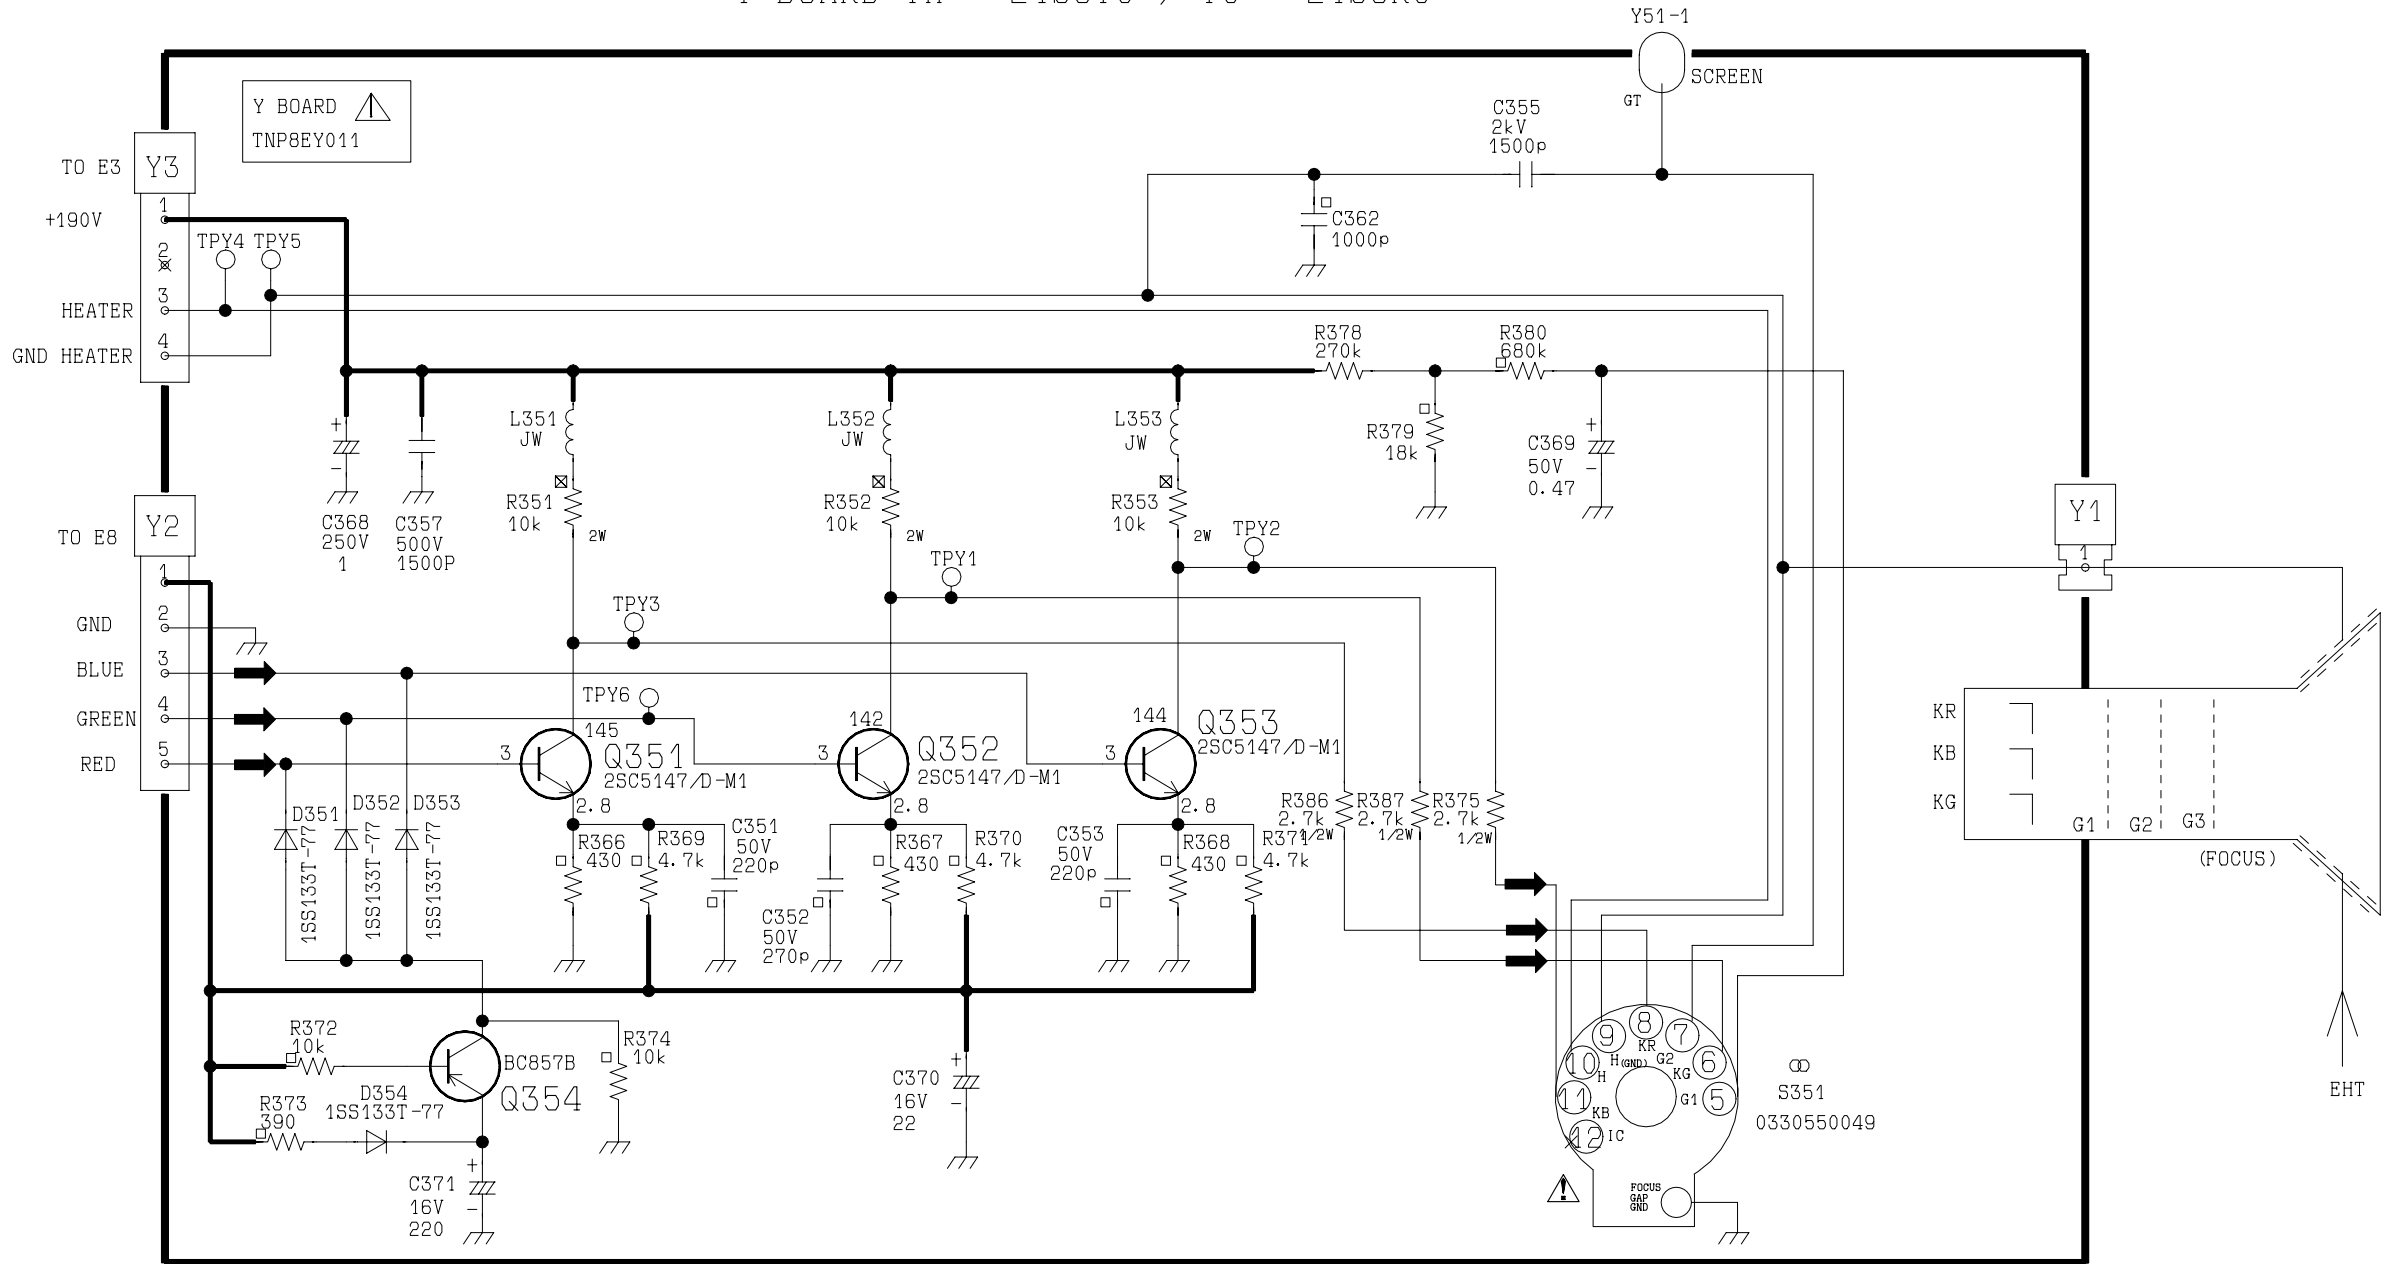 Y51-1
SCREEN
GT
Y BOARD
TNP8EY011
C355
2kV
1500p
TO E3
Y3
+190V
1
2
3
4
TPY4
TPY5
C362
1000p
HEATER
GND HEATER
R378
270k
R380
680k
L351
JW
L352
JW
L353
JW
R379
18k
C369
50V
0.47
R351
10k
2W
R352
10k
2W
R353
10k
2W
C368
250V
1
C357
500V
1500P
Y1
1
TO E8
Y2
TPY2
TPY1
TPY3
1
GND
2
BLUE
3
GREEN
4
RED
5
TPY6
145
3
Q351
2SC5147/D-M1
2.8
142
3
Q352
2SC5147/D-M1
2.8
144
3
Q353
2SC5147/D-M1
2.8
KR
KB
KG
G1
G2
G3
(FOCUS)
D351
1SS133T-77
D352
1SS133T-77
D353
1SS133T-77
R386
2.7k
1/2W
R387
2.7k
1/2W
R375
2.7k
1/2W
R366
430
R369
4.7k
C351
50V
220p
R367
430
R370
4.7k
C353
50V
220p
R368
430
R371
4.7k
C352
50V
270p
R372
10k
R374
10k
BC857B
Q354
D354
1SS133T-77
R373
390
C370
16V
22
C371
16V
220
9
8
7
10
6
11
5
12
KR
H(GND)
G2
H
KG
KB
G1
IC
S351
0330550049
FOCUS
GAP
GND
EHT